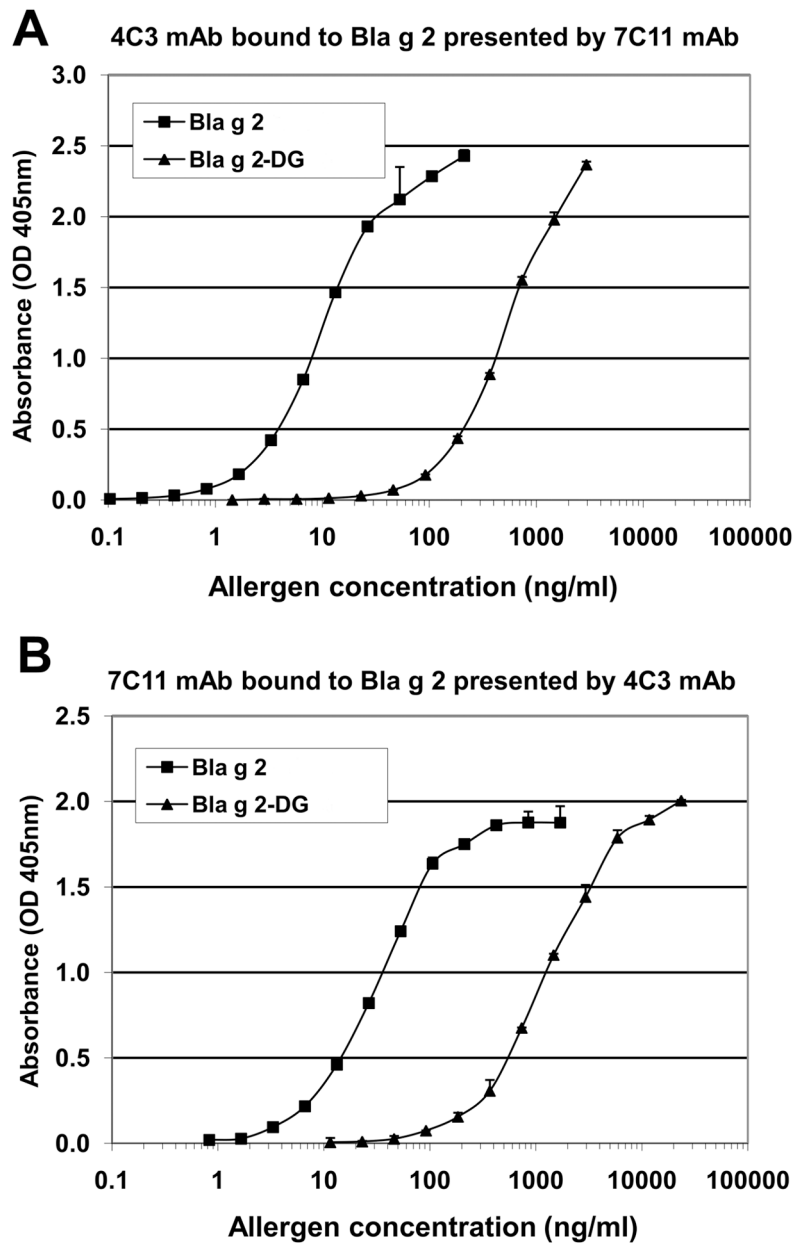 A
4C3 mAb bound to Bla g 2 presented by 7C11 mAb
3.0
2.5
2.0
1.5
1.0
0.5
0.0
Absorbance (OD 405nm)
Bla g 2
Bla g 2-DG
0.1 1 10 100 1000 10000 100000
Allergen concentration (ng/ml)
B
7C11 mAb bound to Bla g 2 presented by 4C3 mAb
2.5
2.0
1.5
1.0
0.5
0.0
Absorbance (OD 405nm)
Bla g 2
Bla g 2-DG
0.1 1 10 100 1000 10000 100000
Allergen concentration (ng/ml)